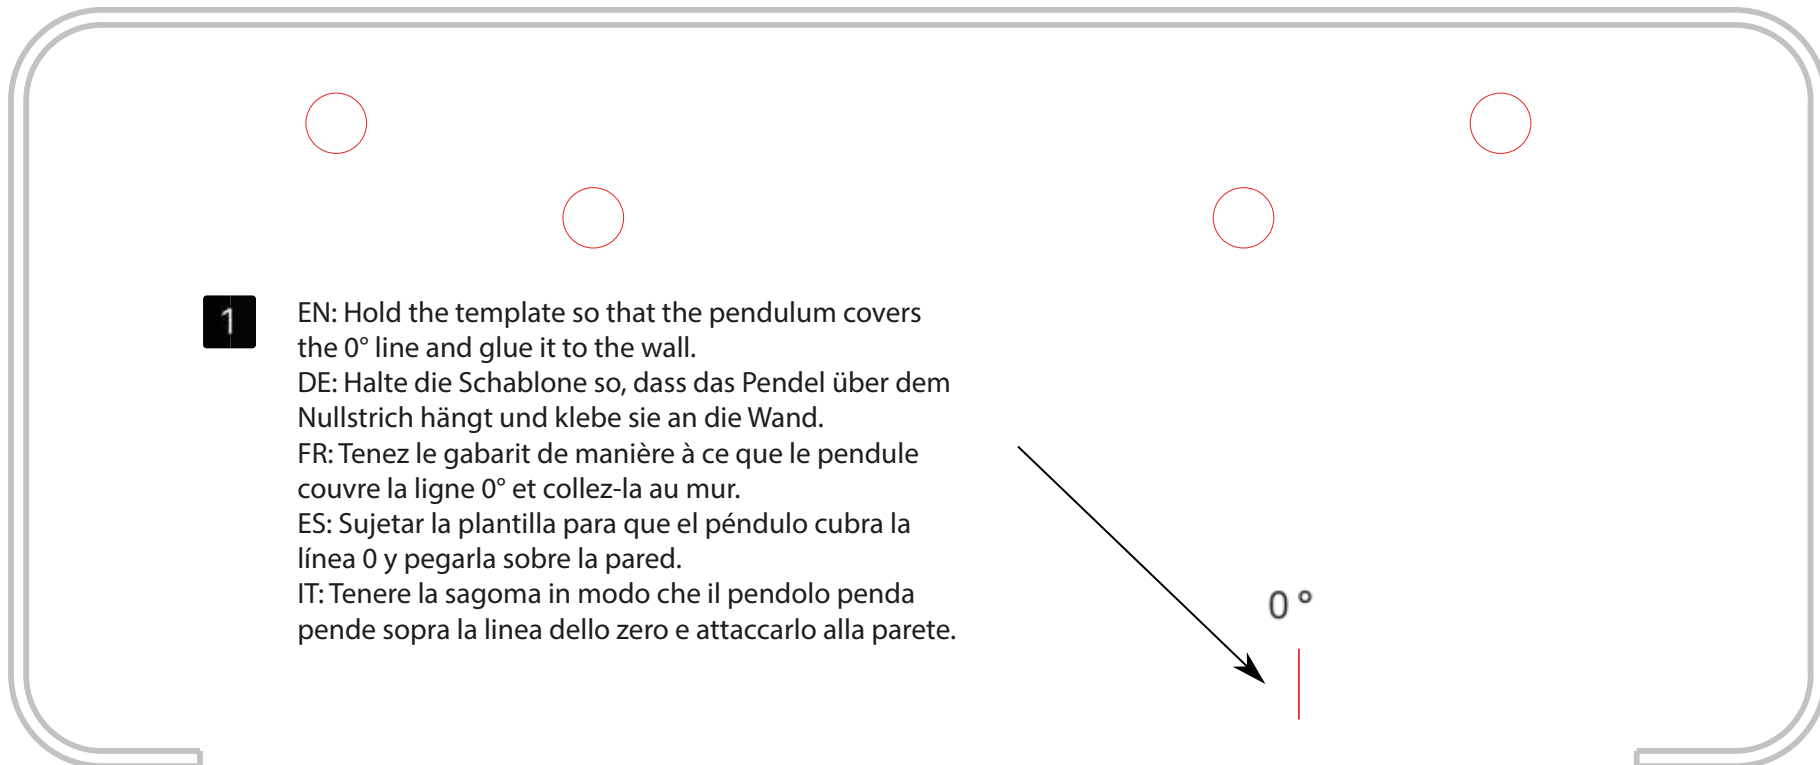 1
EN: Hold the template so that the pendulum covers
the 0° line and glue it to the wall.
DE: Halte die Schablone so, dass das Pendel über dem
Nullstrich hängt und klebe sie an die Wand.
FR: Tenez le gabarit de manière à ce que le pendule
couvre la ligne 0° et collez-la au mur.
ES: Sujetar la plantilla para que el péndulo cubra la
línea 0 y pegarla sobre la pared.
IT: Tenere la sagoma in modo che il pendolo penda
pende sopra la linea dello zero e attaccarlo alla parete.
0 °